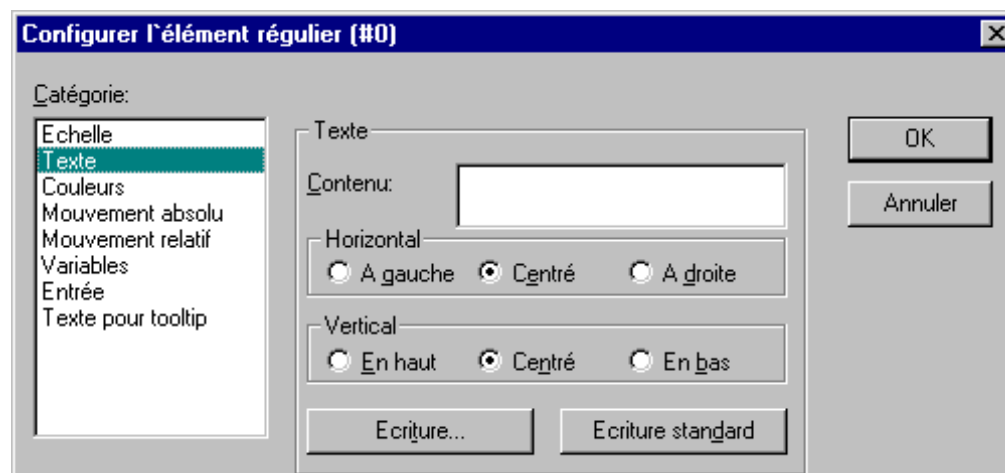 Configurer l`élément régulier (#0)
Catégorie:
Echelle
Texte
Couleurs
Mouvement absolu
Mouvement relatif
Variables
Entrée
Texte pour tooltip
Texte
Contenu:
Horizontal
A gauche Centré A droite
Vertical
En haut Centré En bas
Ecriture... Ecriture standard
OK
Annuler